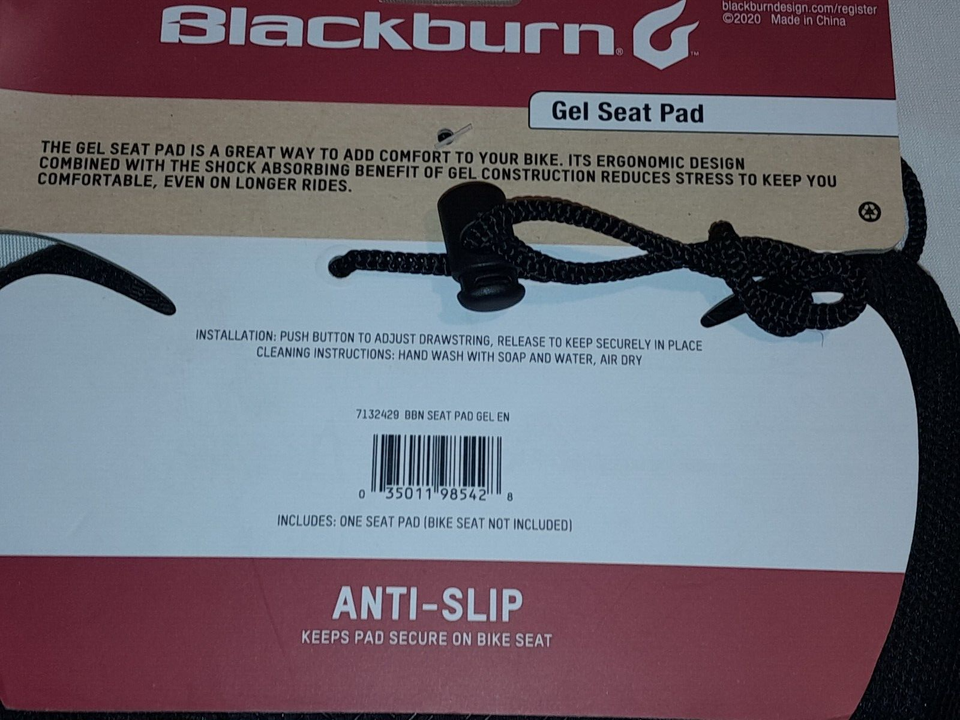 Blackburn®
™
blackburndesign.com/register
©2020 Made in China
Gel Seat Pad
THE GEL SEAT PAD IS A GREAT WAY TO ADD COMFORT TO YOUR BIKE. ITS ERGONOMIC DESIGN
COMBINED WITH THE SHOCK ABSORBING BENEFIT OF GEL CONSTRUCTION REDUCES STRESS TO KEEP YOU
COMFORTABLE, EVEN ON LONGER RIDES.
INSTALLATION: PUSH BUTTON TO ADJUST DRAWSTRING, RELEASE TO KEEP SECURELY IN PLACE
CLEANING INSTRUCTIONS: HAND WASH WITH SOAP AND WATER, AIR DRY
7132429 BBN SEAT PAD GEL EN
0 35011 98542 8
INCLUDES: ONE SEAT PAD (BIKE SEAT NOT INCLUDED)
ANTI-SLIP
KEEPS PAD SECURE ON BIKE SEAT